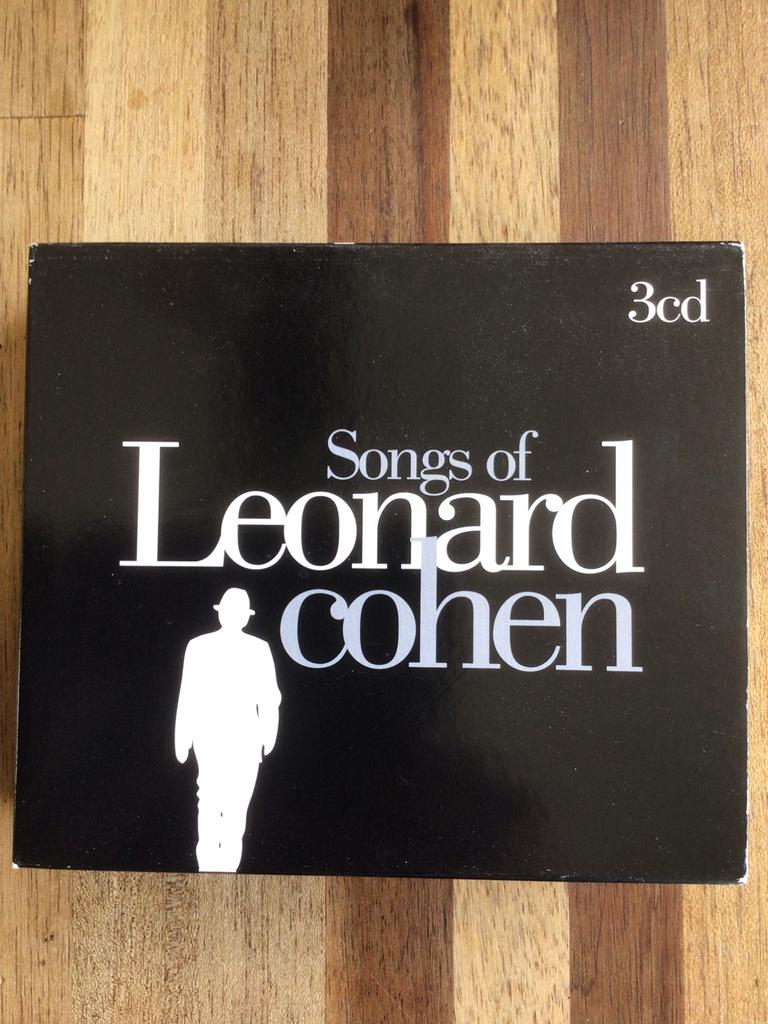 3cd
Songs of
Leonard
cohen